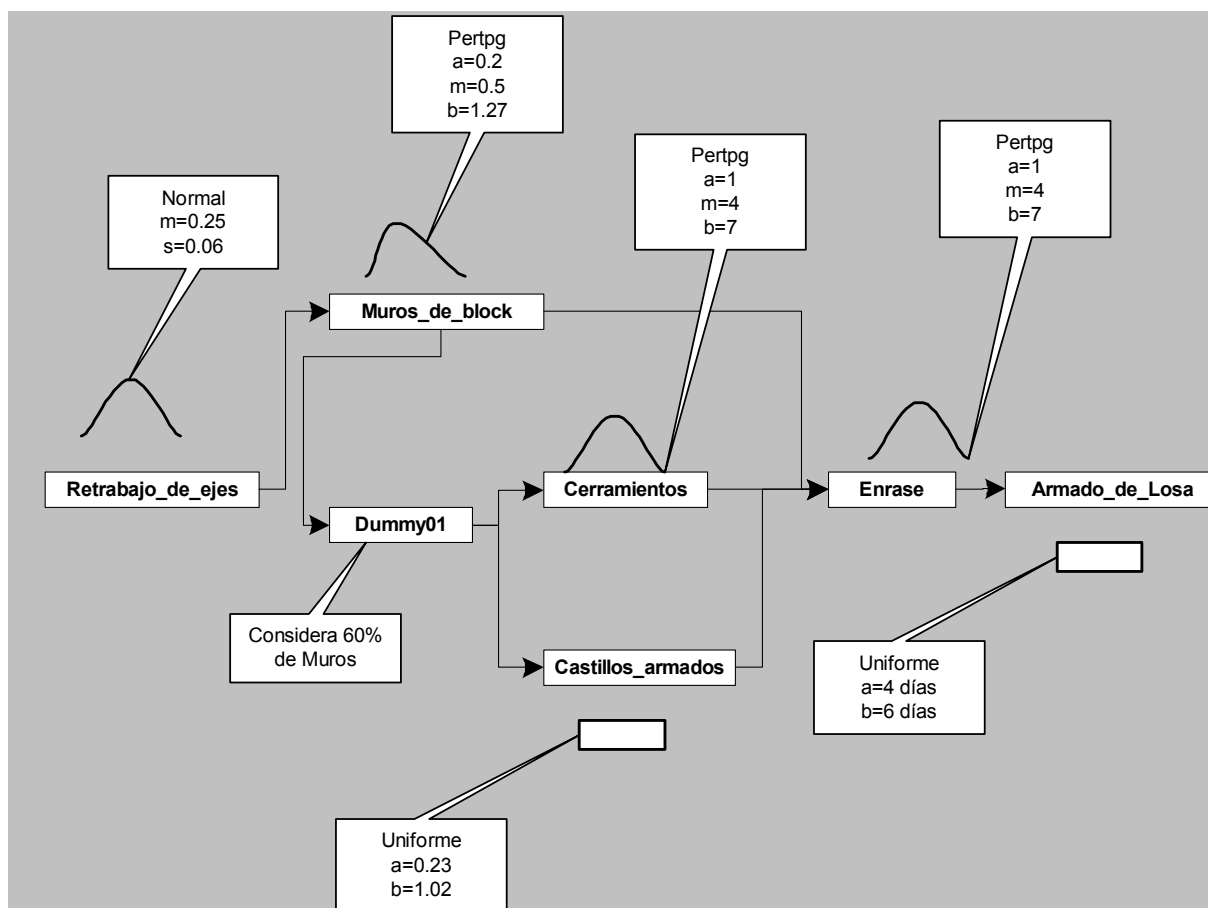 Pertpg
a=0.2
m=0.5
b=1.27
Pertpg
a=1
m=4
b=7
Pertpg
a=1
m=4
b=7
Normal
m=0.25
s=0.06
Muros_de_block
Retrabajo_de_ejes
Cerramientos
Enrase
Armado_de_Losa
Dummy01
Considera 60%
de Muros
Castillos_armados
Uniforme
a=4 días
b=6 días
Uniforme
a=0.23
b=1.02